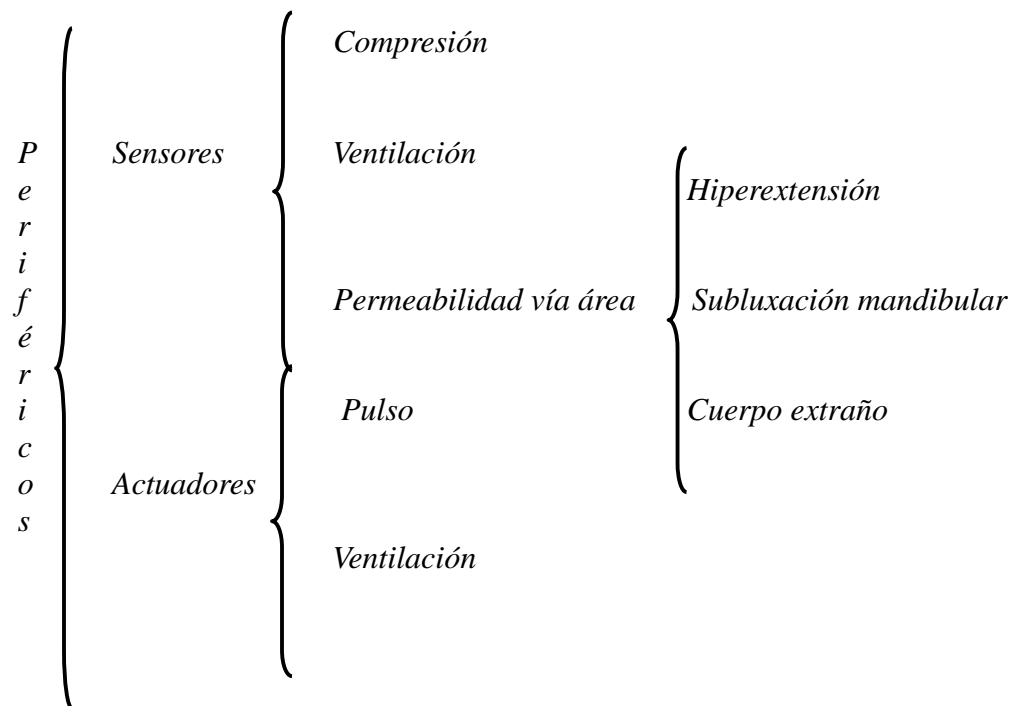 Periféricos
Sensores
Compresión
Ventilación
Permeabilidad vía área
Hiperextensión
Subluxación mandibular
Cuerpo extraño
Actuadores
Pulso
Ventilación